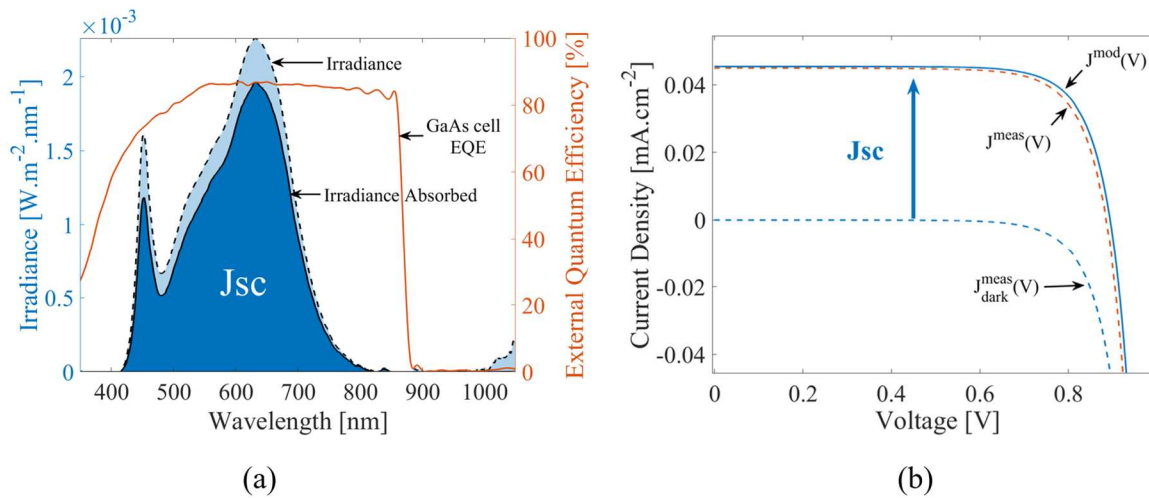 ×10⁻³
2
1.5
1
0.5
0
Irradiance [W.m⁻².nm⁻¹]
400
500
600
700
800
900
1000
Wavelength [nm]
100
80
60
40
20
0
External Quantum Efficiency [%]
Irradiance
GaAs cell
EQE
Irradiance Absorbed
Jsc
(a)
0.04
0.02
0
-0.02
-0.04
Current Density [mA.cm⁻²]
0
0.2
0.4
0.6
0.8
Voltage [V]
J^mod(V)
J^meas(V)
Jsc
J_dark^meas(V)
(b)